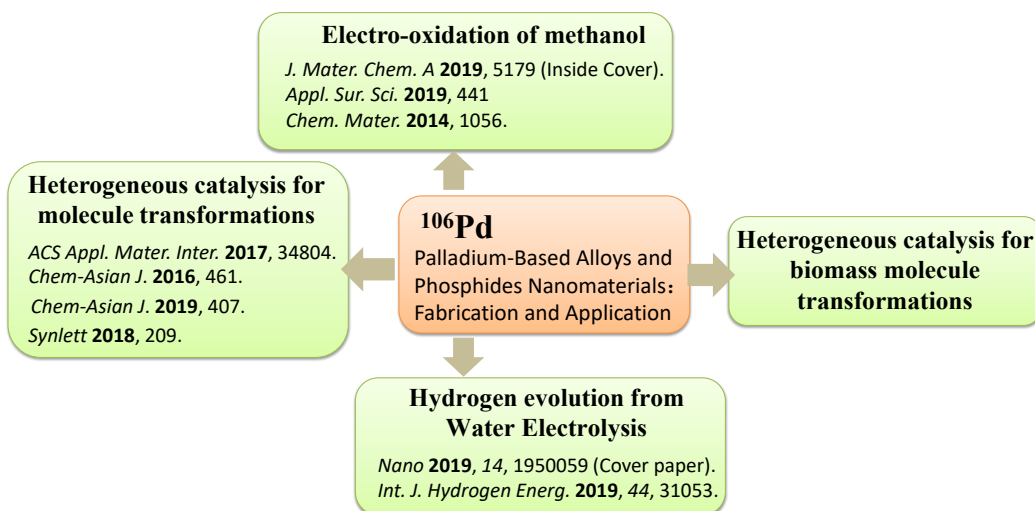 Electro-oxidation of methanol
J. Mater. Chem. A 2019, 5179 (Inside Cover).
Appl. Sur. Sci. 2019, 441
Chem. Mater. 2014, 1056.
Heterogeneous catalysis for
molecule transformations
ACS Appl. Mater. Inter. 2017, 34804.
Chem-Asian J. 2016, 461.
Chem-Asian J. 2019, 407.
Synlett 2018, 209.
¹⁰⁶Pd
Palladium-Based Alloys and
Phosphides Nanomaterials：
Fabrication and Application
Heterogeneous catalysis for
biomass molecule
transformations
Hydrogen evolution from
Water Electrolysis
Nano 2019, 14, 1950059 (Cover paper).
Int. J. Hydrogen Energ. 2019, 44, 31053.